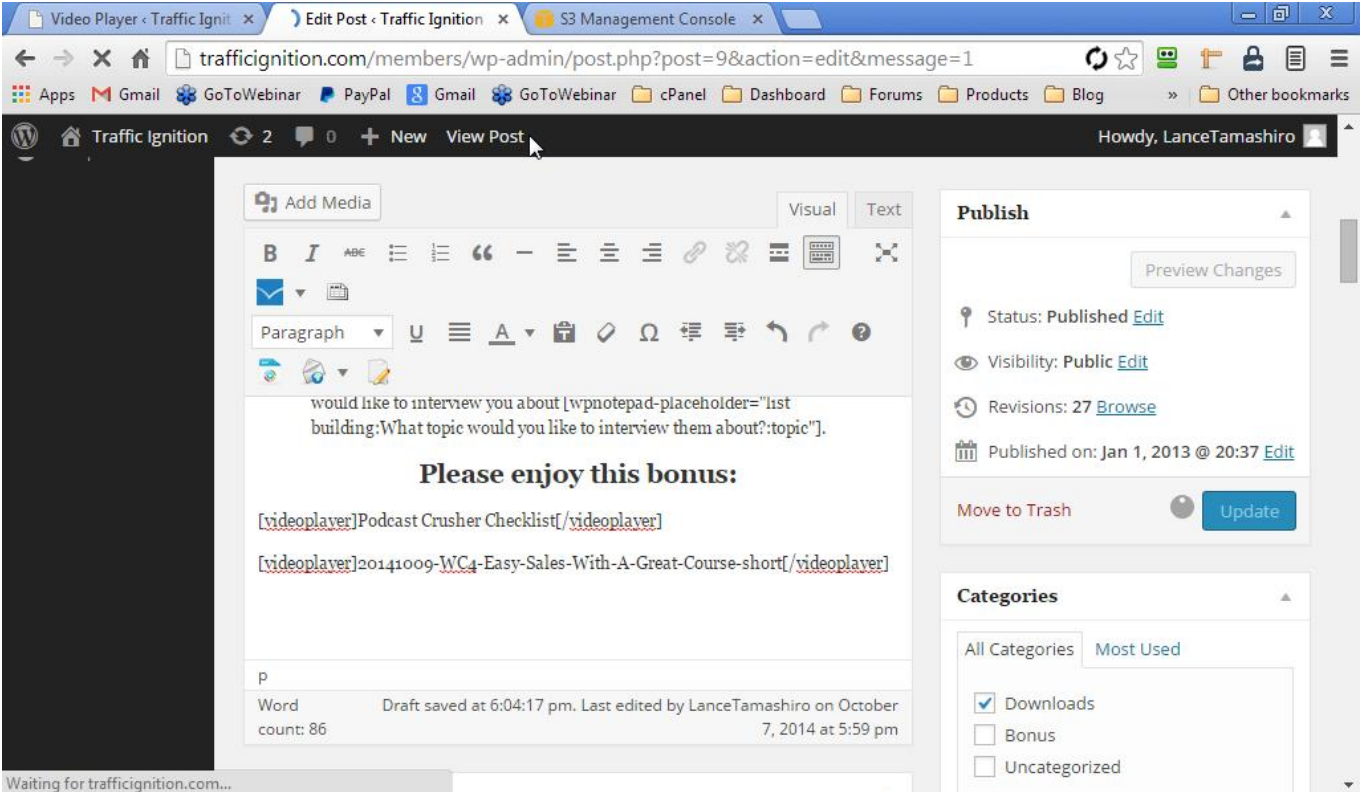 Video Player ‹ Traffic Ignit
Edit Post ‹ Traffic Ignition
S3 Management Console
trafficignition.com/members/wp-admin/post.php?post=9&action=edit&message=1
Apps Gmail GoToWebinar PayPal Gmail GoToWebinar cPanel Dashboard Forums Products Blog » Other bookmarks
Traffic Ignition 2 0 + New View Post Howdy, LanceTamashiro
Add Media
Visual Text
B I ABC
Paragraph U A Ω
would like to interview you about [wpnotepad-placeholder="list
building:What topic would you like to interview them about?:topic"].
Please enjoy this bonus:
[videoplayer]Podcast Crusher Checklist[/videoplayer]
[videoplayer]20141009-WC4-Easy-Sales-With-A-Great-Course-short[/videoplayer]
p
Word Draft saved at 6:04:17 pm. Last edited by LanceTamashiro on October
count: 86 7, 2014 at 5:59 pm
Publish
Preview Changes
Status: Published Edit
Visibility: Public Edit
Revisions: 27 Browse
Published on: Jan 1, 2013 @ 20:37 Edit
Move to Trash
Update
Categories
All Categories Most Used
Downloads
Bonus
Uncategorized
Waiting for trafficignition.com...